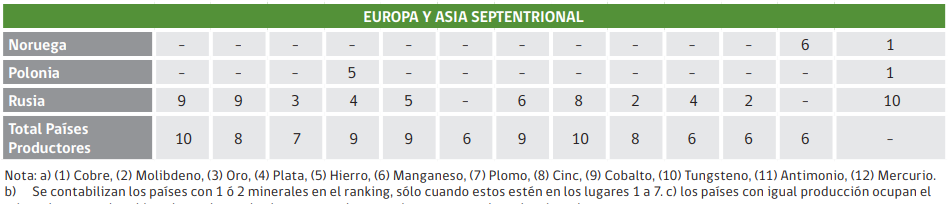 EUROPA Y ASIA SEPTENTRIONAL
Noruega – – – – – – – – – – – 6 1
Polonia – – – 5 – – – – – – – – 1
Rusia 9 9 3 4 5 – 6 8 2 4 2 – 10
Total Países
Productores 10 8 7 9 9 6 9 10 8 6 6 6 –
Nota: a) (1) Cobre, (2) Molibdeno, (3) Oro, (4) Plata, (5) Hierro, (6) Manganeso, (7) Plomo, (8) Cinc, (9) Cobalto, (10) Tungsteno, (11) Antimonio, (12) Mercurio.
b) Se contabilizan los países con 1 ó 2 minerales en el ranking, sólo cuando estos estén en los lugares 1 a 7. c) los países con igual producción ocupan el